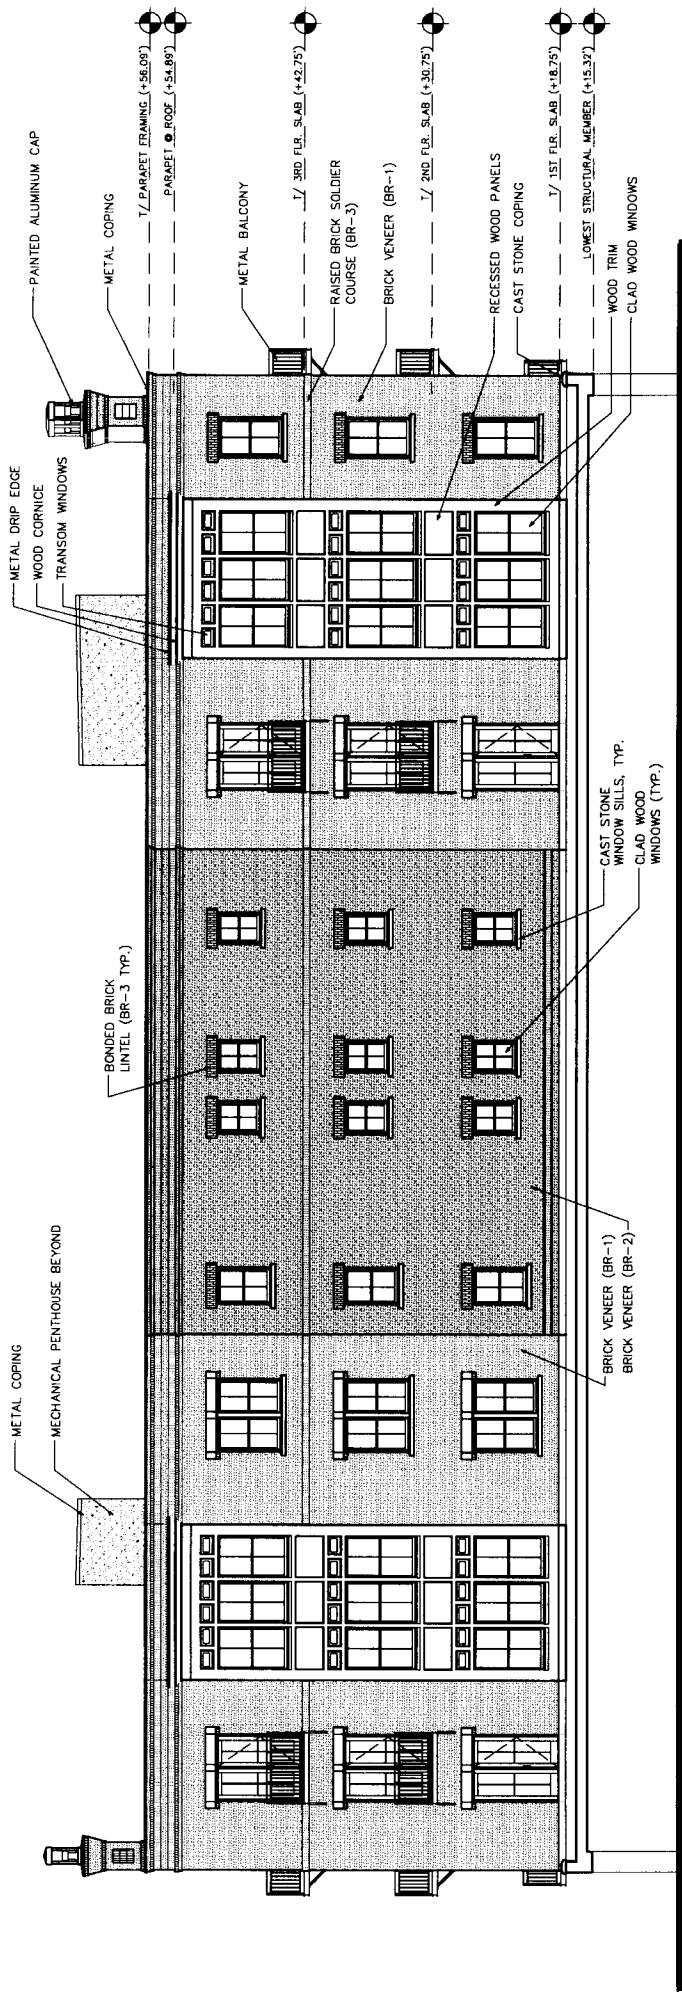 METAL COPING
MECHANICAL PENTHOUSE BEYOND
BONDED BRICK
LINTEL (BR-3 TYP.)
METAL DRIP EDGE
WOOD CORNICE
TRANSOM WINDOWS
PAINTED ALUMINUM CAP
METAL COPING
T/ PARAPET FRAMING (+56.09')
PARAPET @ ROOF (+54.89')
METAL BALCONY
T/ 3RD FLR. SLAB (+42.75')
RAISED BRICK SOLDIER
COURSE (BR-3)
BRICK VENEER (BR-1)
T/ 2ND FLR. SLAB (+30.75')
RECESSED WOOD PANELS
CAST STONE COPING
T/ 1ST FLR. SLAB (+18.75')
LOWEST STRUCTURAL MEMBER (+15.32')
WOOD TRIM
CLAD WOOD WINDOWS
CAST STONE
WINDOW SILLS, TYP.
CLAD WOOD
WINDOWS (TYP.)
BRICK VENEER (BR-1)
BRICK VENEER (BR-2)